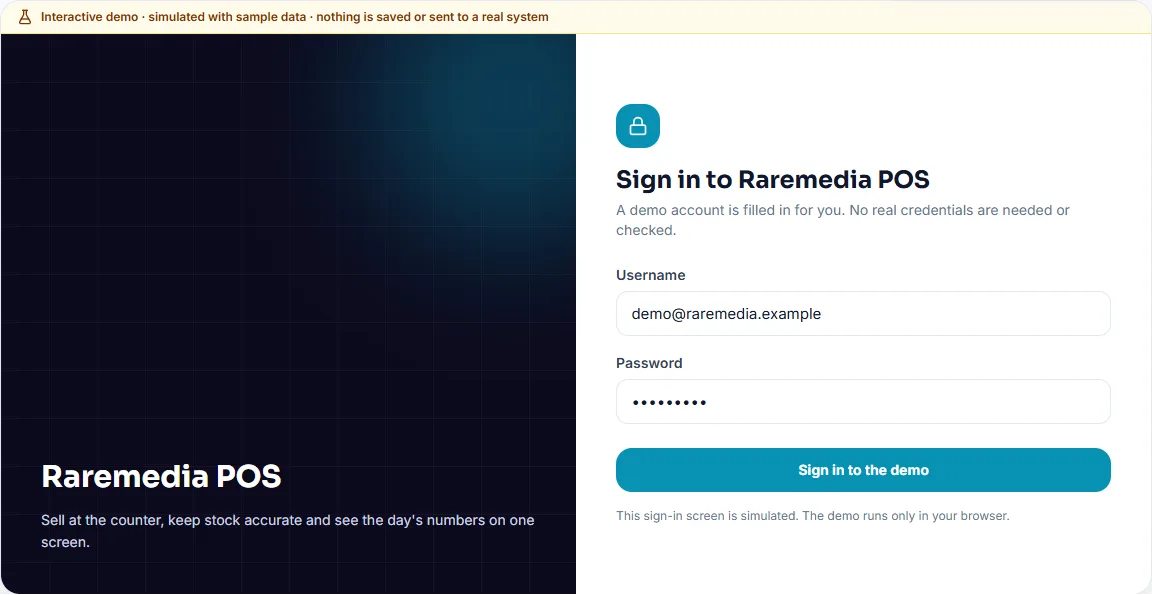 Interactive demo · simulated with sample data · nothing is saved or sent to a real system
Raremedia POS
Sell at the counter, keep stock accurate and see the day's numbers on one
screen.
Sign in to Raremedia POS
A demo account is filled in for you. No real credentials are needed or
checked.
Username
demo@raremedia.example
Password
•••••••••
Sign in to the demo
This sign-in screen is simulated. The demo runs only in your browser.